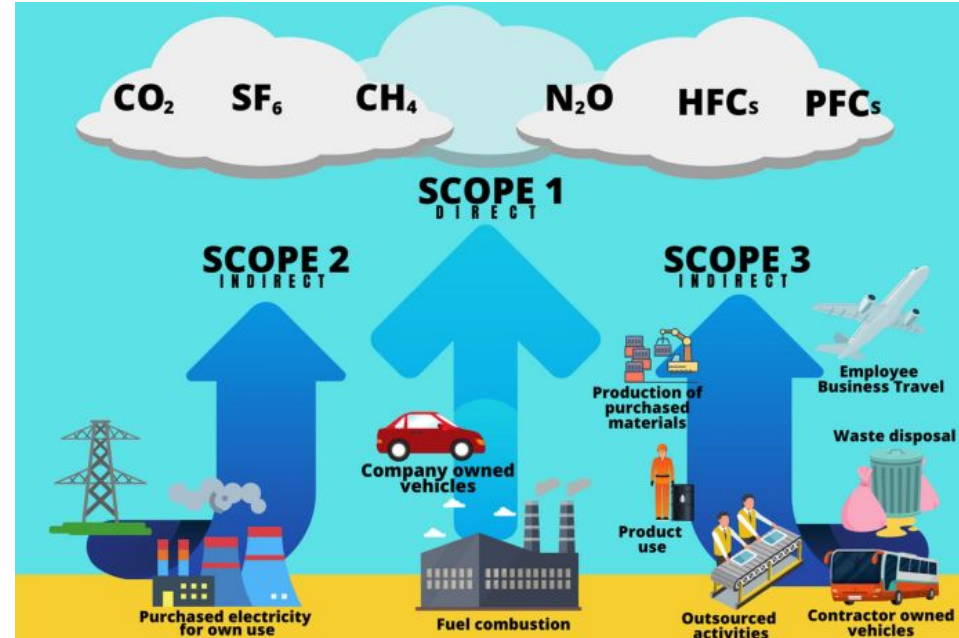 CO₂ SF₆ CH₄ N₂O HFCs PFCs
SCOPE 1
DIRECT
SCOPE 2
INDIRECT
SCOPE 3
INDIRECT
Employee
Business Travel
Production of
purchased
materials
Waste disposal
Company owned
vehicles
Product
use
Purchased electricity
for own use
Fuel combustion
Outsourced
activities
Contractor owned
vehicles